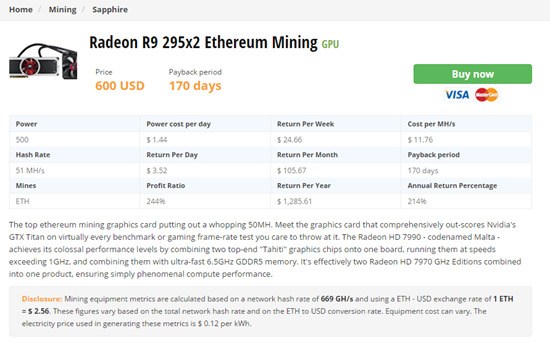 Home / Mining / Sapphire
Radeon R9 295x2 Ethereum Mining GPU
Price
600 USD
Payback period
170 days
Buy now
VISA MasterCard
Power Power cost per day Return Per Week Cost per MH/s
500 $ 1.44 $ 24.66 $ 11.76
Hash Rate Return Per Day Return Per Month Payback period
51 MH/s $ 3.52 $ 105.67 170 days
Mines Profit Ratio Return Per Year Annual Return Percentage
ETH 244% $ 1,285.61 214%
The top ethereum mining graphics card putting out a whopping 50MH. Meet the graphics card that comprehensively out-scores Nvidia's
GTX Titan on virtually every benchmark or gaming frame-rate test you care to throw at it. The Radeon HD 7990 - codenamed Malta -
achieves its colossal performance levels by combining two top-end "Tahiti" graphics chips onto one board, running them at speeds
exceeding 1GHz, and combining them with ultra-fast 6.5GHz GDDR5 memory. It's effectively two Radeon HD 7970 GHz Editions combined
into one product, ensuring simply phenomenal compute performance.
Disclosure: Mining equipment metrics are calculated based on a network hash rate of 669 GH/s and using a ETH - USD exchange rate of 1 ETH
= $ 2.56. These figures vary based on the total network hash rate and on the ETH to USD conversion rate. Equipment cost can vary. The
electricity price used in generating these metrics is $ 0.12 per kWh.